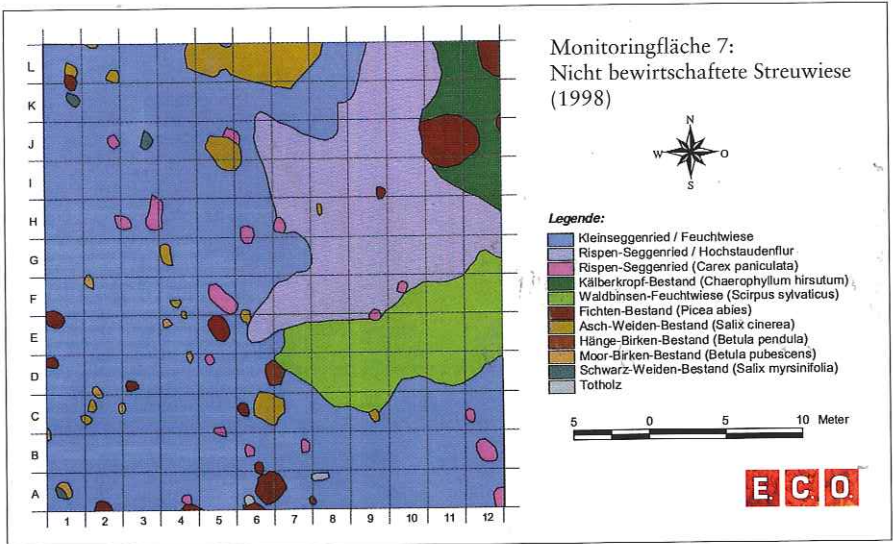 Monitoringfläche 7:
Nicht bewirtschaftete Streuwiese
(1998)
N
W O
S
L
K
J
I
H
G
F
E
D
C
B
A
1 2 3 4 5 6 7 8 9 10 11 12
Legende:
Kleinseggenried / Feuchtwiese
Rispen-Seggenried / Hochstaudenflur
Rispen-Seggenried (Carex paniculata)
Kälberkropf-Bestand (Chaerophyllum hirsutum)
Waldbinsen-Feuchtwiese (Scirpus sylvaticus)
Fichten-Bestand (Picea abies)
Asch-Weiden-Bestand (Salix cinerea)
Hänge-Birken-Bestand (Betula pendula)
Moor-Birken-Bestand (Betula pubescens)
Schwarz-Weiden-Bestand (Salix myrsinifolia)
Totholz
5 0 5 10 Meter
E. C. O.